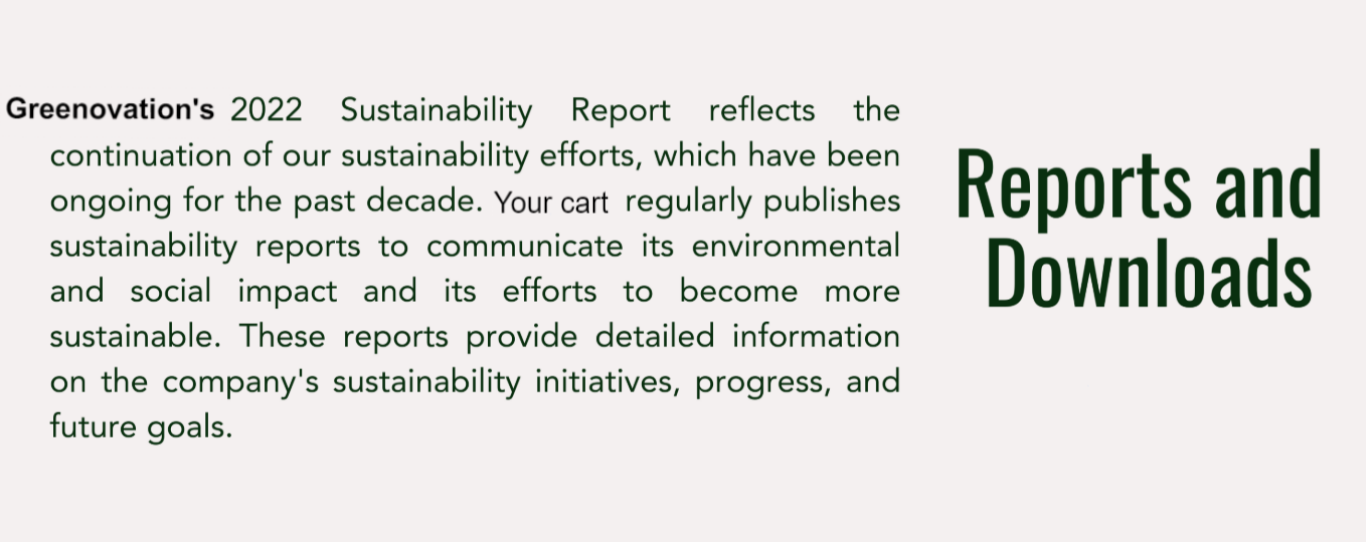 Greenovation's 2022 Sustainability Report reflects the
continuation of our sustainability efforts, which have been
ongoing for the past decade. Your cart regularly publishes
sustainability reports to communicate its environmental
and social impact and its efforts to become more
sustainable. These reports provide detailed information
on the company's sustainability initiatives, progress, and
future goals.
Reports and
Downloads